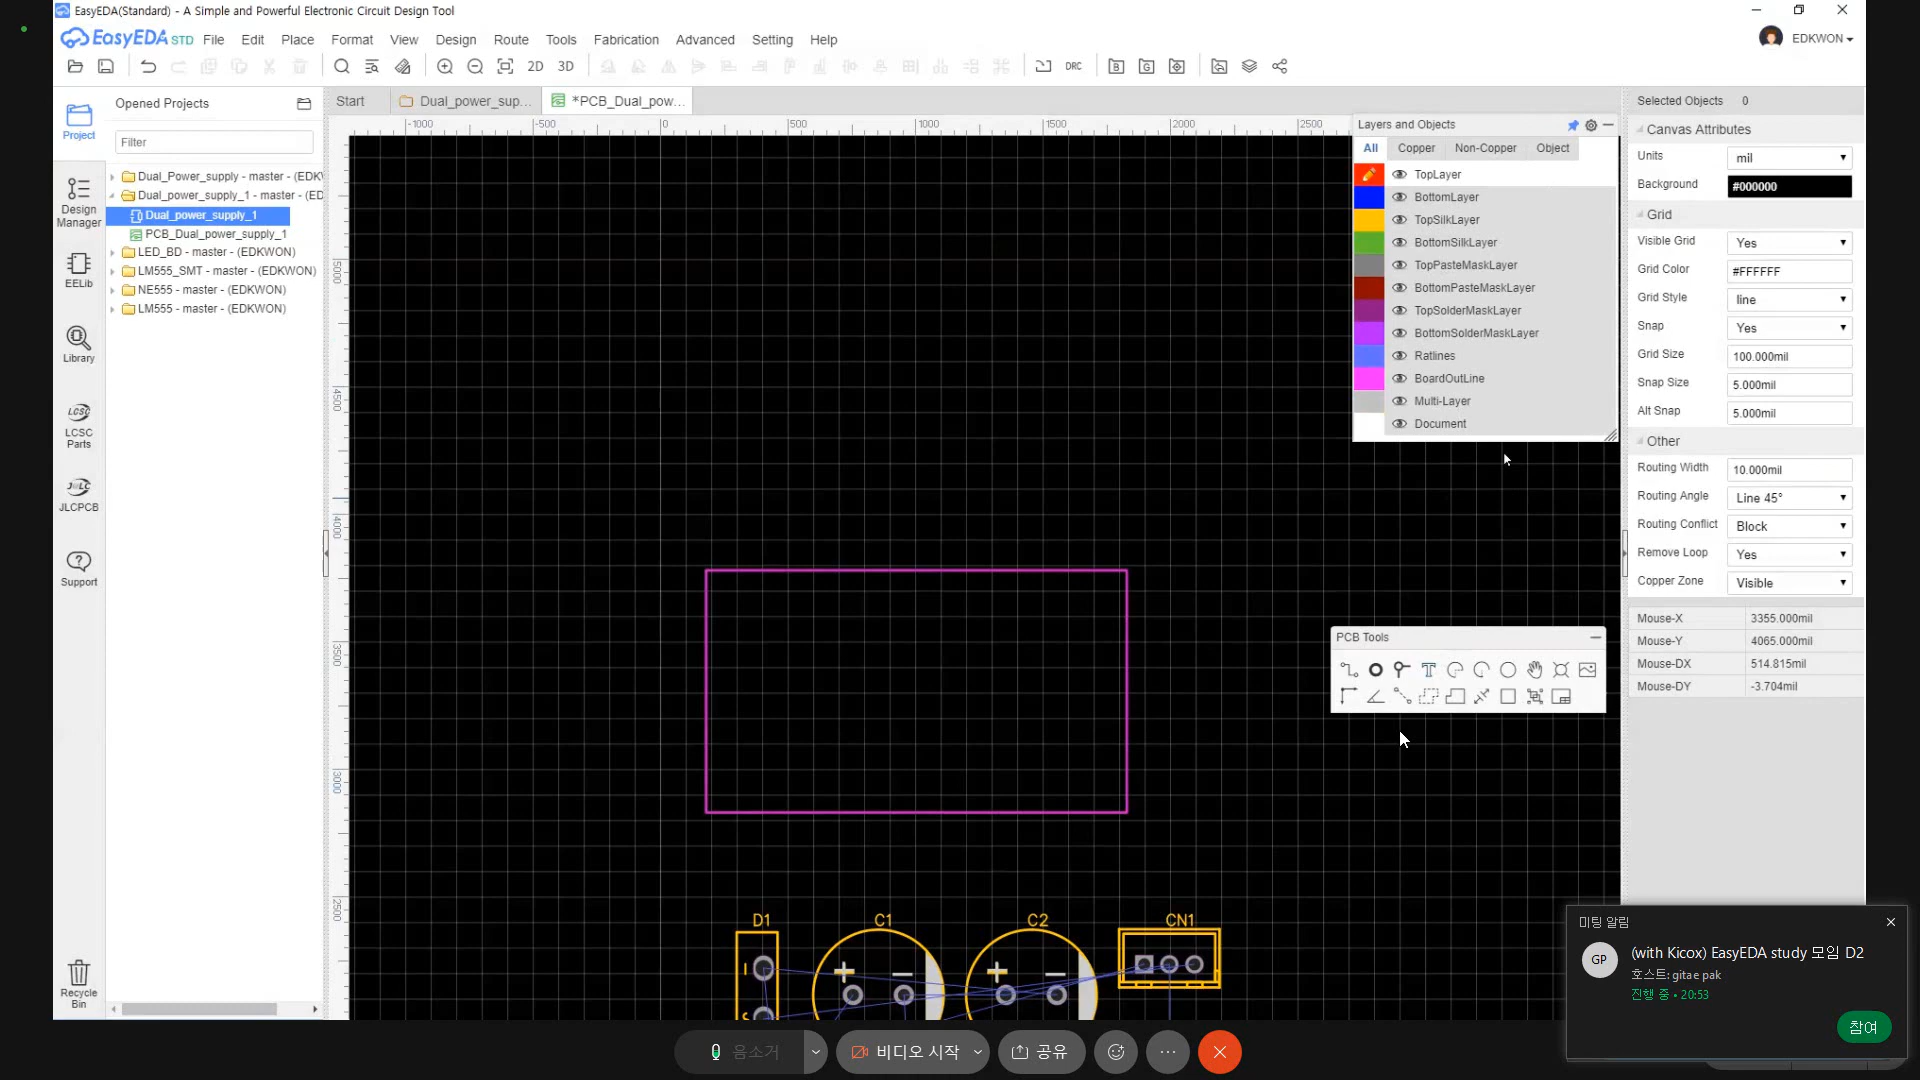 EasyEDA(Standard) - A Simple and Powerful Electronic Circuit Design Tool
EasyEDA STD File Edit Place Format View Design Route Tools Fabrication Advanced Setting Help
EDKWON
2D 3D DRC
Project
Design Manager
EELib
Library
LCSC
LCSC Parts
JLCPCB
Support
Recycle Bin
Opened Projects
Filter
Dual_Power_supply - master - (EDK
Dual_power_supply_1 - master - (ED
Dual_power_supply_1
PCB_Dual_power_supply_1
LED_BD - master - (EDKWON)
LM555_SMT - master - (EDKWON)
NE555 - master - (EDKWON)
LM555 - master - (EDKWON)
Start Dual_power_sup... *PCB_Dual_pow...
-1000 -500 0 500 1000 1500 2000 2500
5000
4500
4000
3500
3000
2500
Layers and Objects
All Copper Non-Copper Object
TopLayer
BottomLayer
TopSilkLayer
BottomSilkLayer
TopPasteMaskLayer
BottomPasteMaskLayer
TopSolderMaskLayer
BottomSolderMaskLayer
Ratlines
BoardOutLine
Multi-Layer
Document
PCB Tools
D1 C1 C2 CN1
Selected Objects 0
Canvas Attributes
Units mil
Background #000000
Grid
Visible Grid Yes
Grid Color #FFFFFF
Grid Style line
Snap Yes
Grid Size 100.000mil
Snap Size 5.000mil
Alt Snap 5.000mil
Other
Routing Width 10.000mil
Routing Angle Line 45°
Routing Conflict Block
Remove Loop Yes
Copper Zone Visible
Mouse-X 3355.000mil
Mouse-Y 4065.000mil
Mouse-DX 514.815mil
Mouse-DY -3.704mil
미팅 알림
GP
(with Kicox) EasyEDA study 모임 D2
호스트: gitae pak
진행 중 • 20:53
참여
음소거 비디오 시작 공유